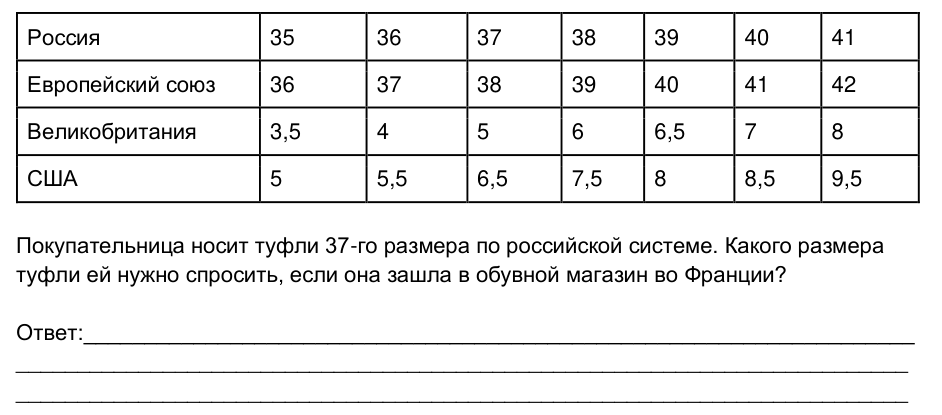 Россия 35 36 37 38 39 40 41
Европейский союз 36 37 38 39 40 41 42
Великобритания 3,5 4 5 6 6,5 7 8
США 5 5,5 6,5 7,5 8 8,5 9,5
Покупательница носит туфли 37-го размера по российской системе. Какого размера
туфли ей нужно спросить, если она зашла в обувной магазин во Франции?
Ответ: